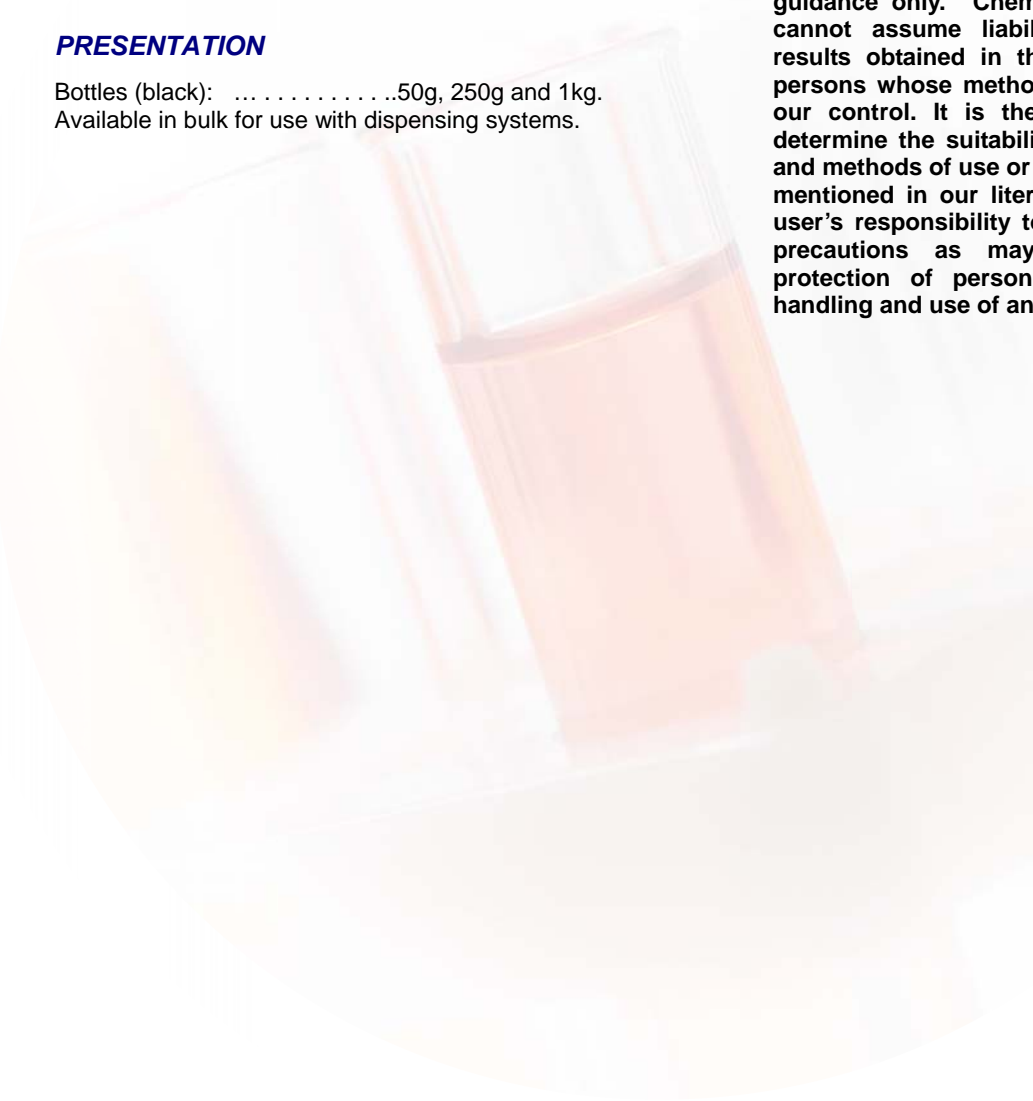 PRESENTATION
Bottles (black): … . . . . . . . . . . ..50g, 250g and 1kg.
Available in bulk for use with dispensing systems.
guidance only.
cannot assume
results obtained in
persons whose
our control. It is
determine the
and methods of use or
mentioned in our
user's responsibility
precautions as may
protection of
handling and use of